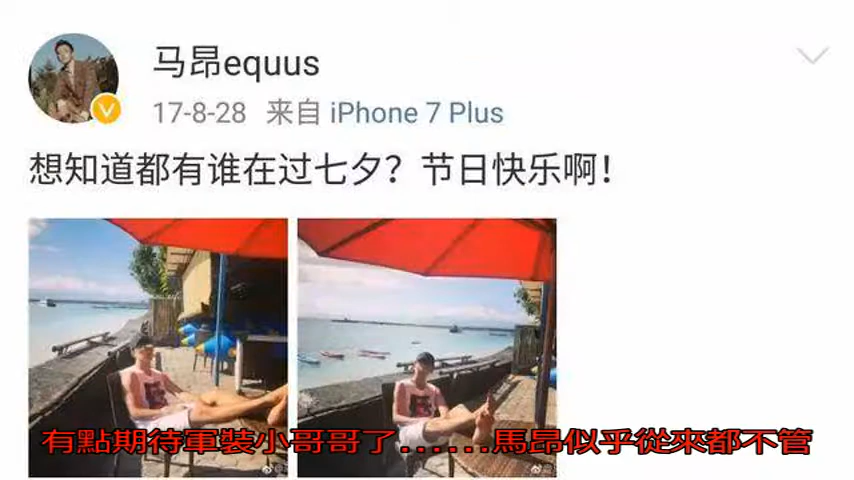 马昂equus
17-8-28 来自 iPhone 7 Plus
想知道都有谁在过七夕？节日快乐啊！
有點期待軍裝小哥哥了......馬昂似乎從來都不管